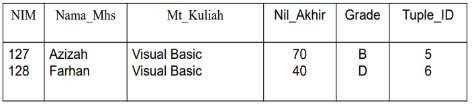 NIM Nama_Mhs Mt_Kuliah Nil_Akhir Grade Tuple_ID
127 Azizah Visual Basic 70 B 5
128 Farhan Visual Basic 40 D 6